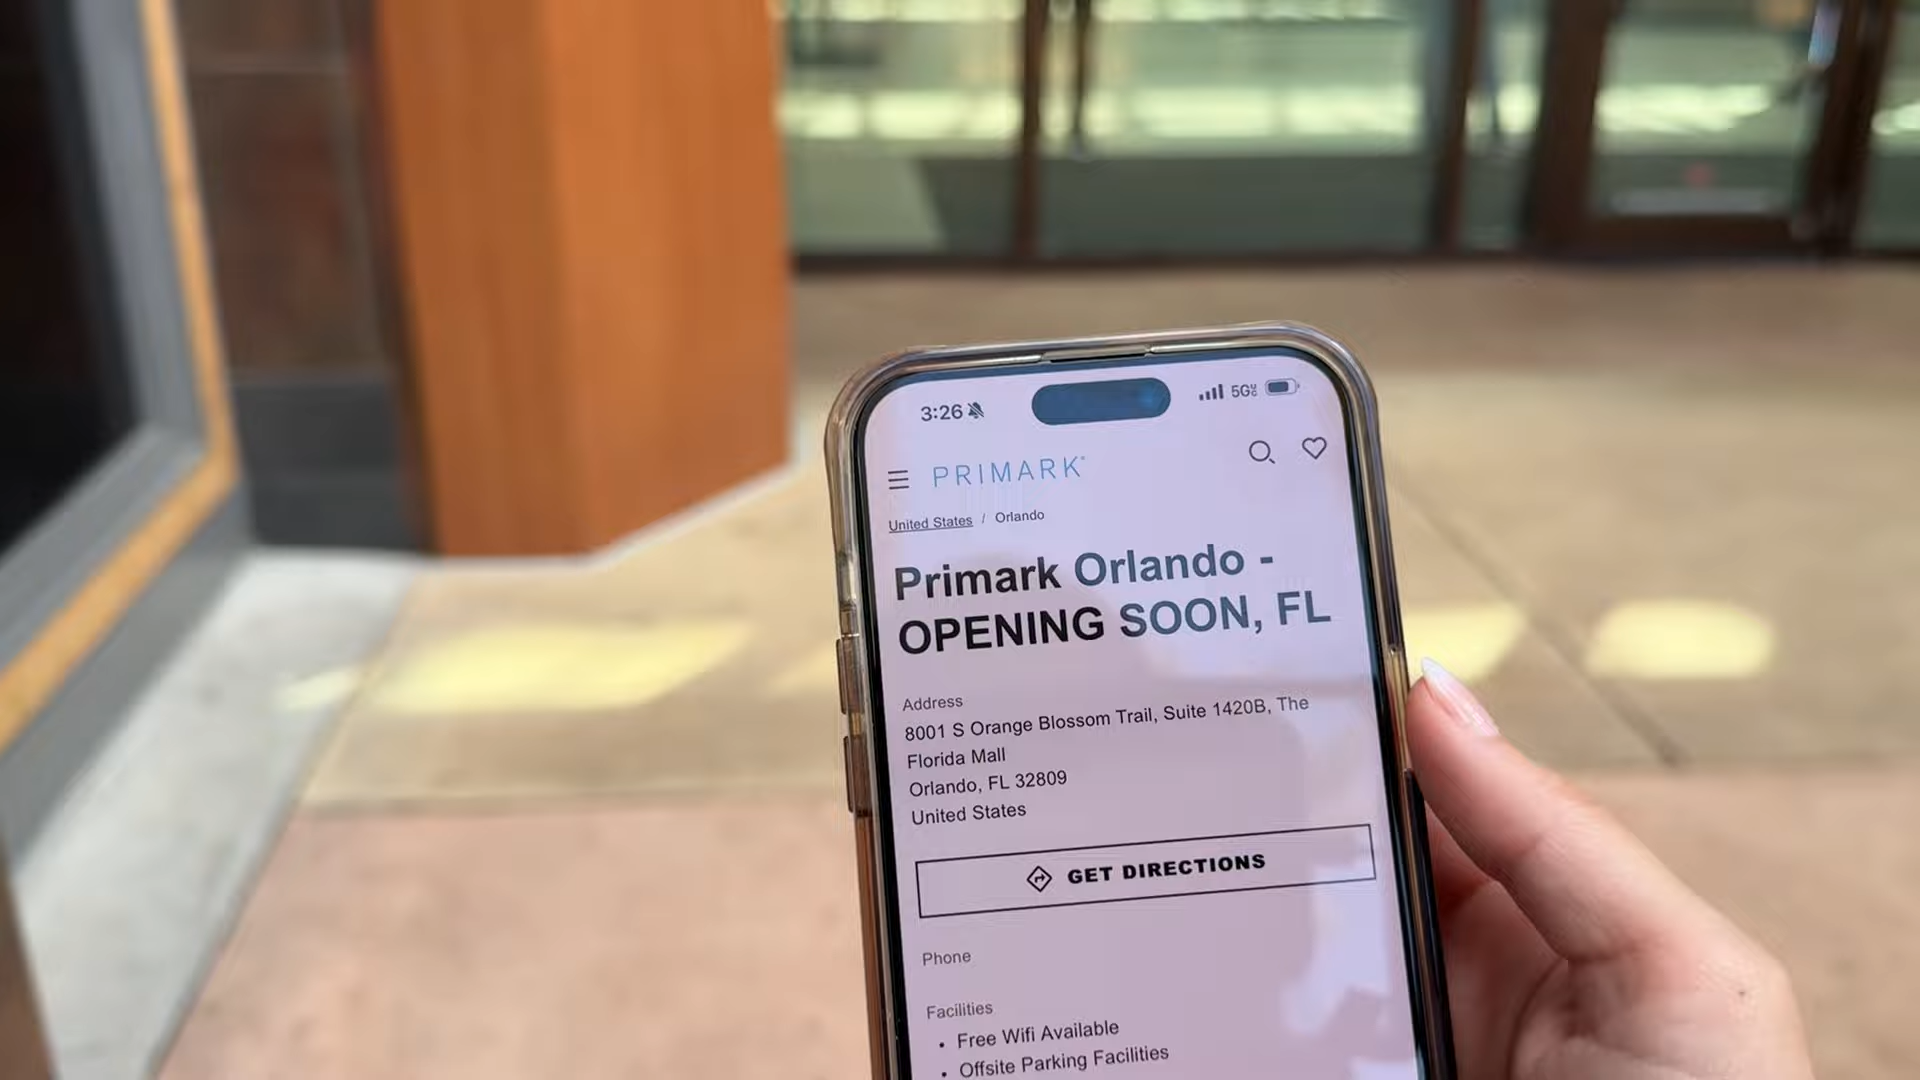 3:26
5G
PRIMARK
United States / Orlando
Primark Orlando -
OPENING SOON, FL
Address
8001 S Orange Blossom Trail, Suite 1420B, The
Florida Mall
Orlando, FL 32809
United States
GET DIRECTIONS
Phone
Facilities
• Free Wifi Available
• Offsite Parking Facilities